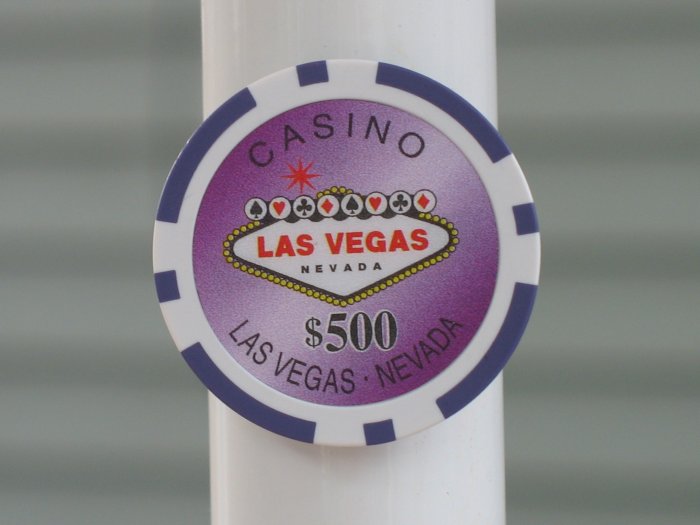 CASINO
LAS VEGAS
NEVADA
$500
LAS VEGAS · NEVADA